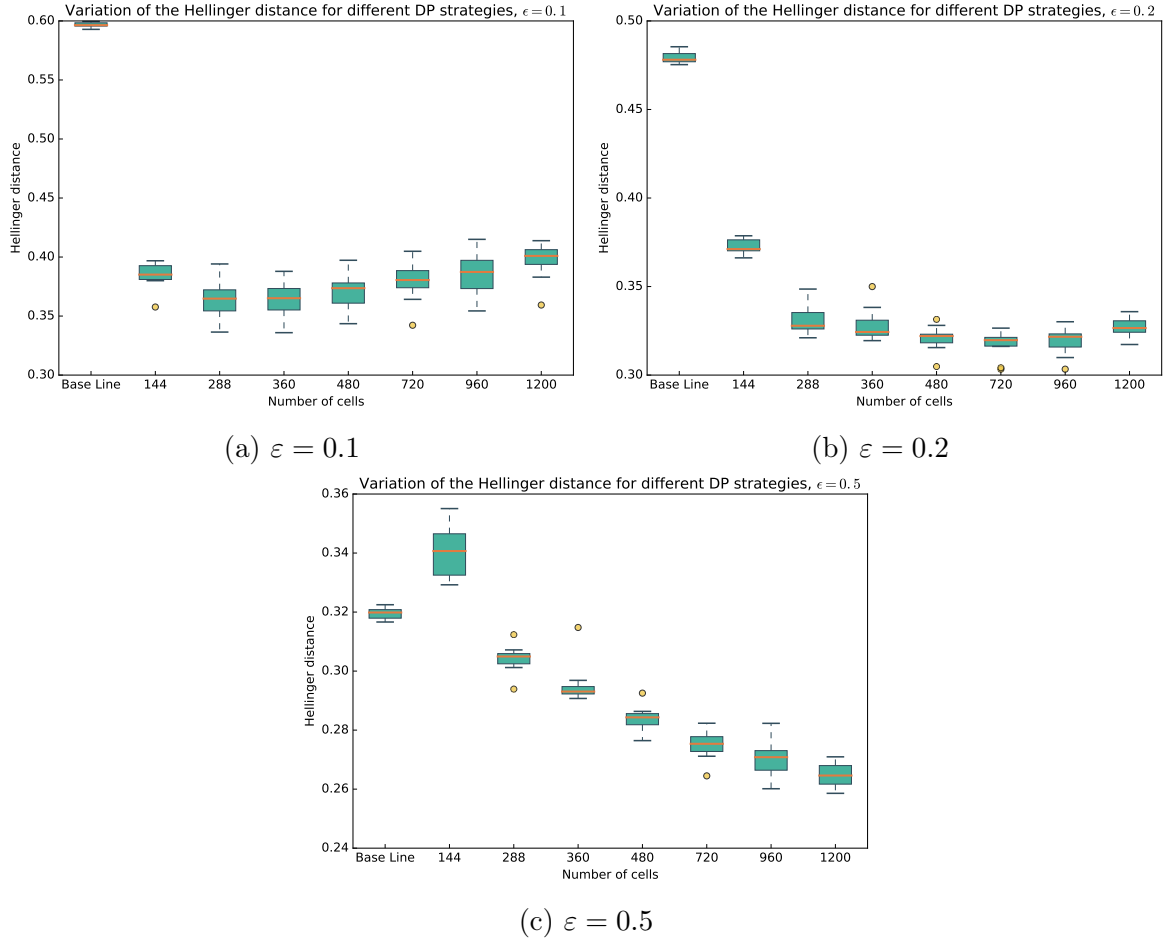 Variation of the Hellinger distance for different DP strategies, ϵ = 0.1
0.60
0.55
0.50
0.45
0.40
0.35
0.30
Hellinger distance
Base Line 144 288 360 480 720 960 1200
Number of cells
(a) ε = 0.1
Variation of the Hellinger distance for different DP strategies, ϵ = 0.2
0.50
0.45
0.40
0.35
0.30
Hellinger distance
Base Line 144 288 360 480 720 960 1200
Number of cells
(b) ε = 0.2
Variation of the Hellinger distance for different DP strategies, ϵ = 0.5
0.36
0.34
0.32
0.30
0.28
0.26
0.24
Hellinger distance
Base Line 144 288 360 480 720 960 1200
Number of cells
(c) ε = 0.5